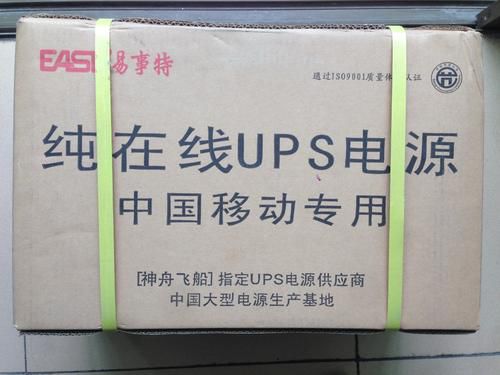 EAST易事特
通过ISO9001质量体 认证
纯在线UPS电源
中国移动专用
[神舟飞船]指定UPS电源供应商
中国大型电源生产基地